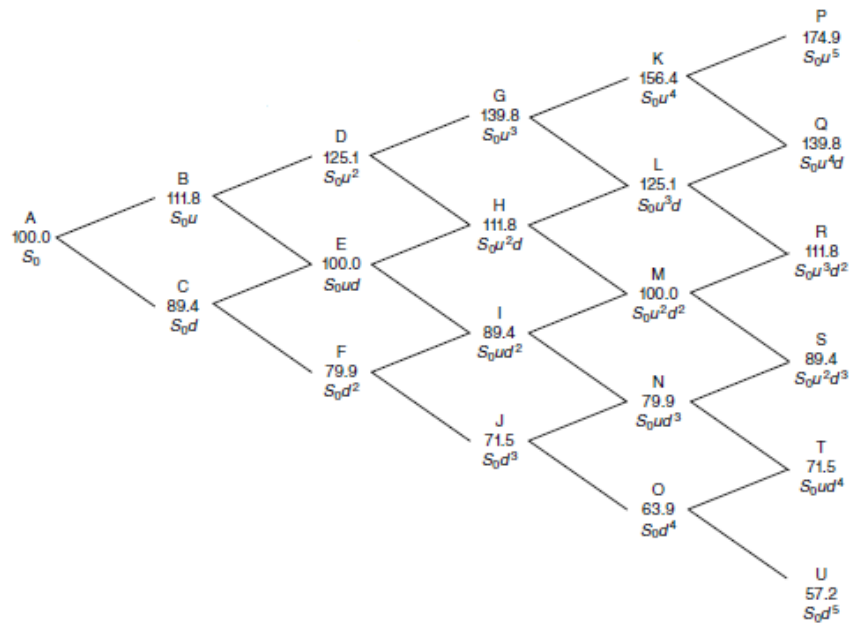 A
100.0
S₀
B
111.8
S₀u
C
89.4
S₀d
D
125.1
S₀u²
E
100.0
S₀ud
F
79.9
S₀d²
G
139.8
S₀u³
H
111.8
S₀u²d
I
89.4
S₀ud²
J
71.5
S₀d³
K
156.4
S₀u⁴
L
125.1
S₀u³d
M
100.0
S₀u²d²
N
79.9
S₀ud³
O
63.9
S₀d⁴
P
174.9
S₀u⁵
Q
139.8
S₀u⁴d
R
111.8
S₀u³d²
S
89.4
S₀u²d³
T
71.5
S₀ud⁴
U
57.2
S₀d⁵